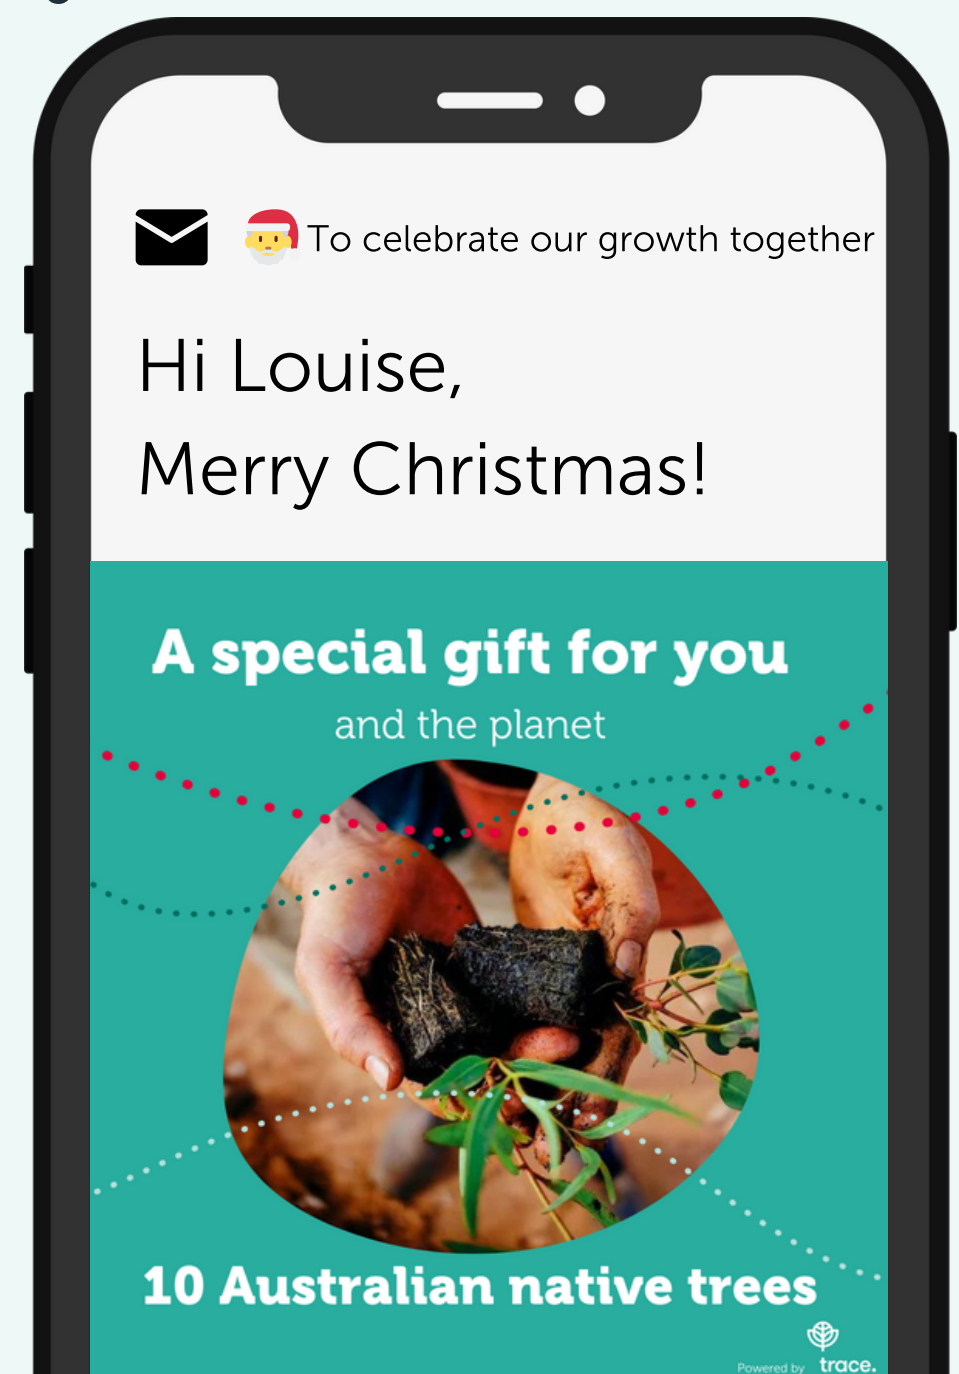 To celebrate our growth together
Hi Louise,
Merry Christmas!
A special gift for you
and the planet
10 Australian native trees
Powered by trace.